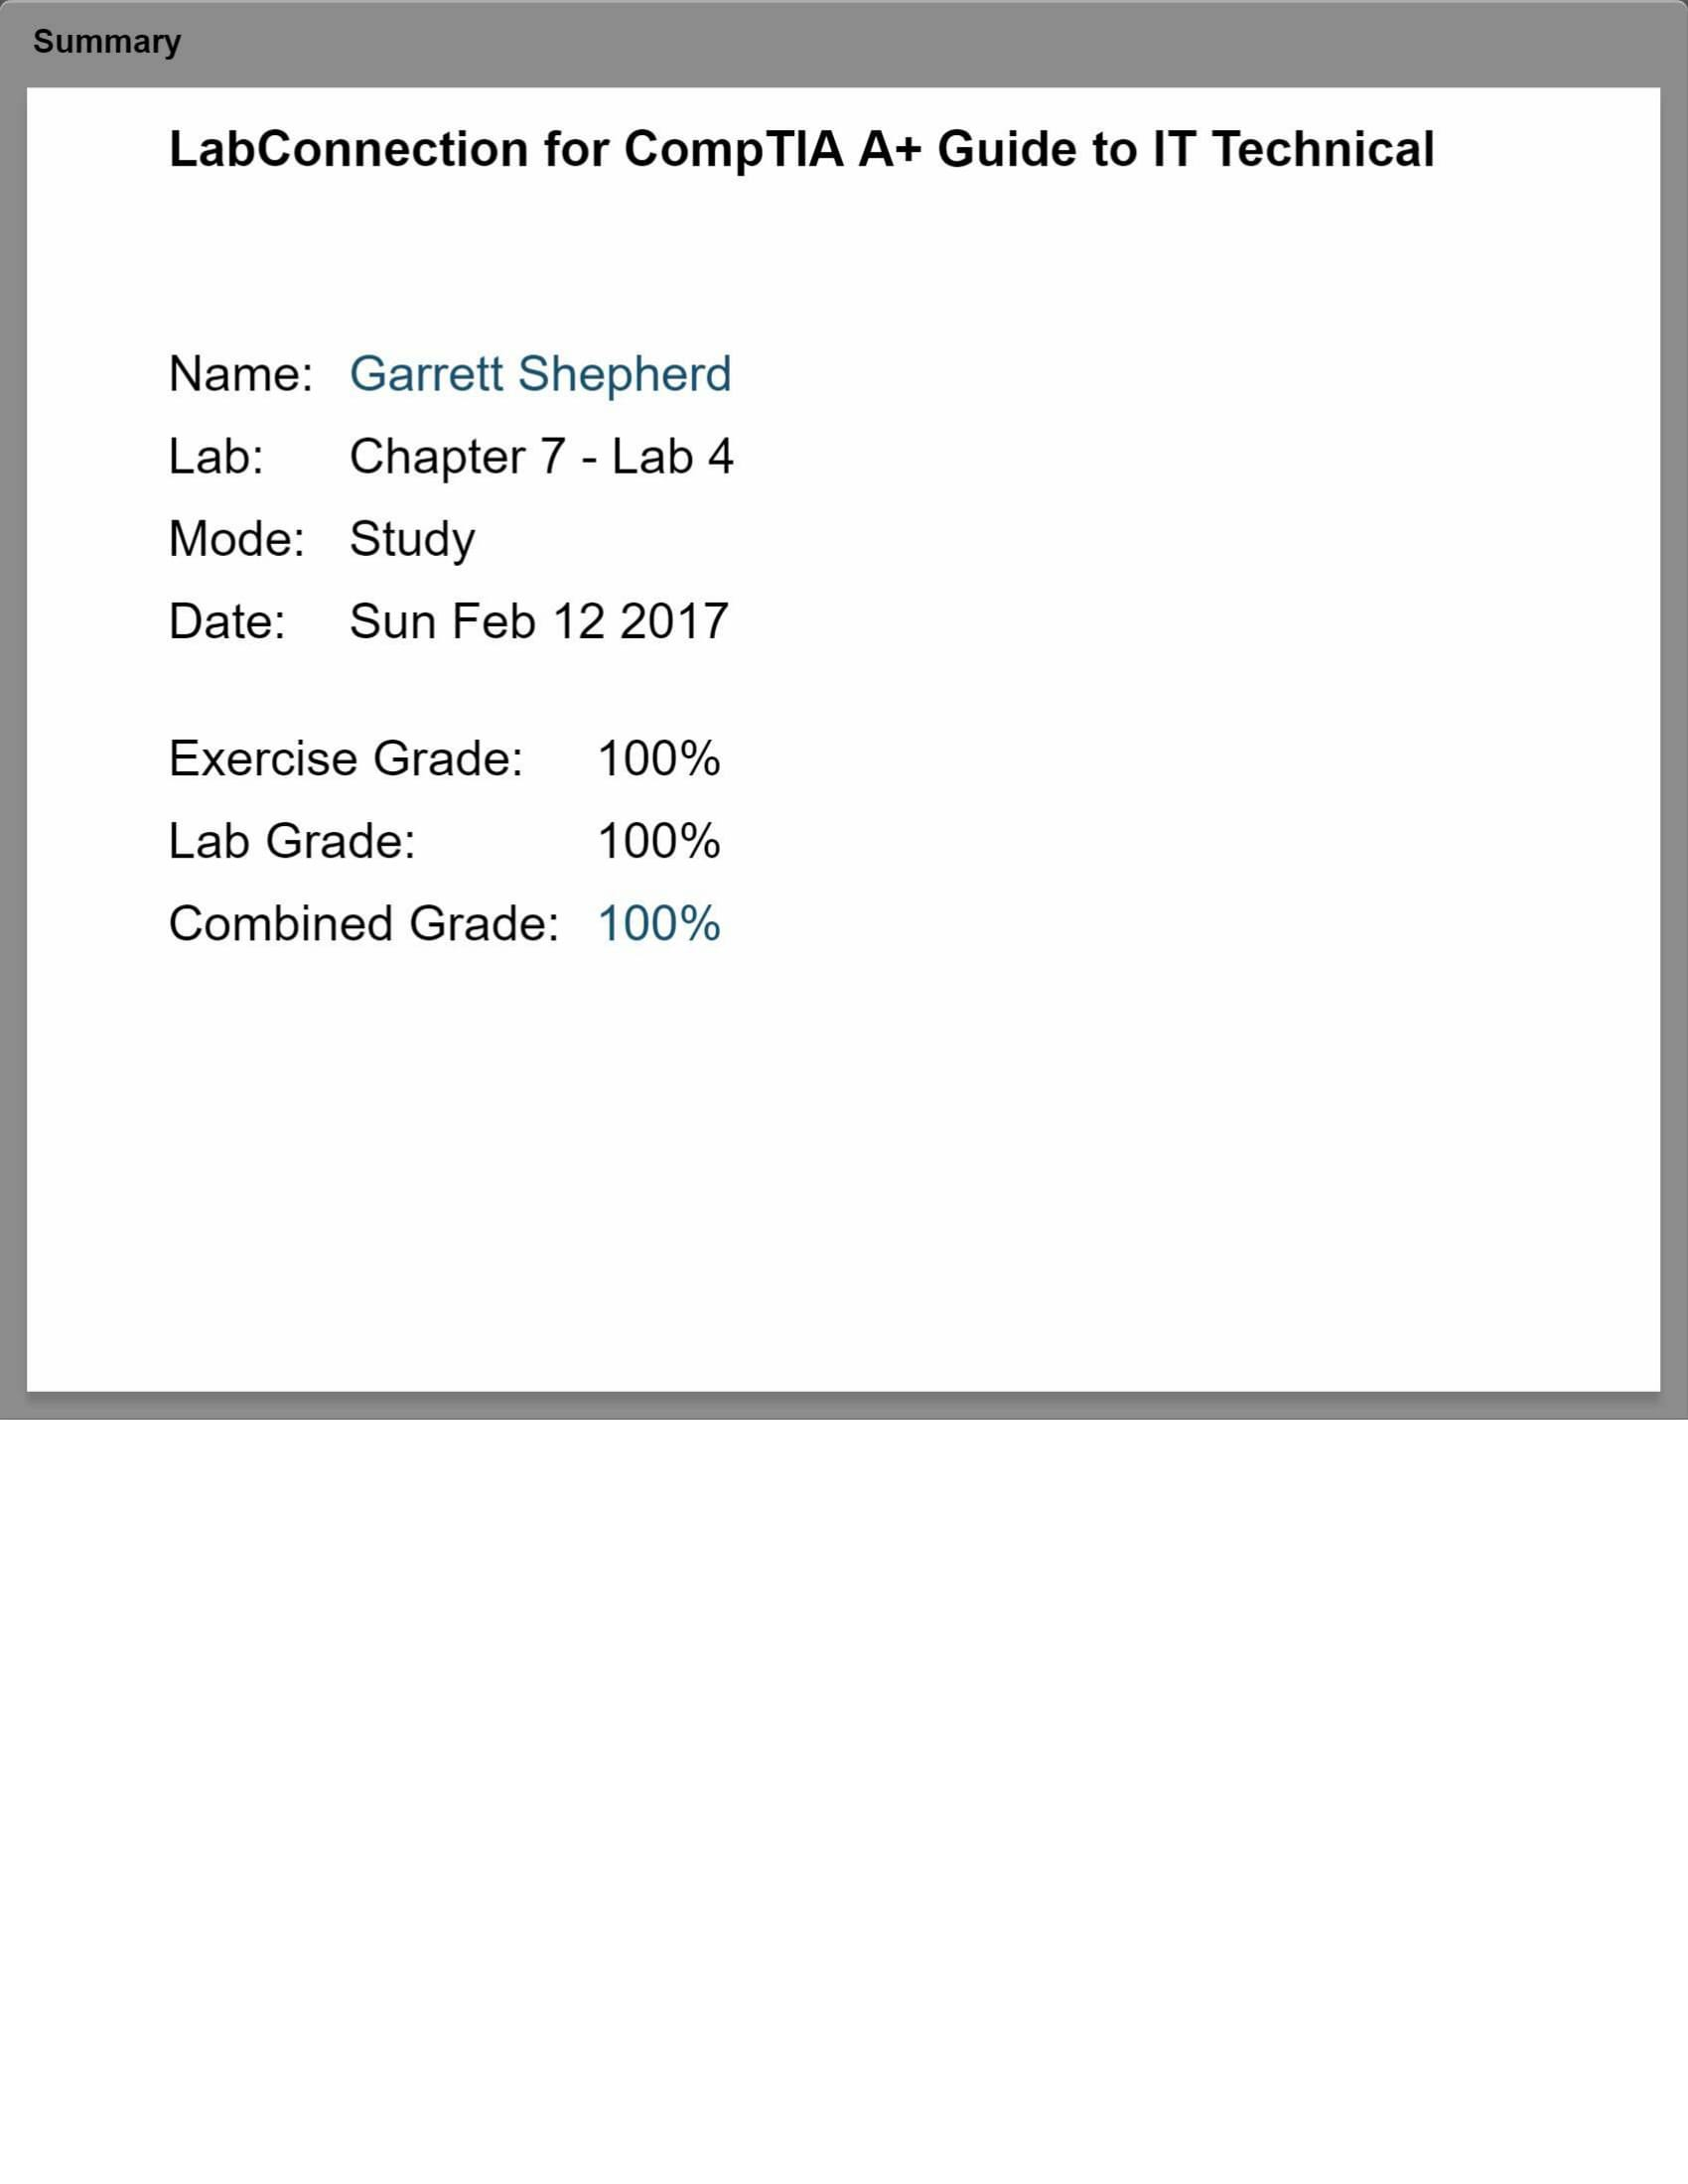 Summary
LabConnection for CompTIA A+ Guide to IT Technical
Name: Garrett Shepherd
Lab: Chapter 7 - Lab 4
Mode: Study
Date: Sun Feb 12 2017
Exercise Grade: 100%
Lab Grade: 100%
Combined Grade: 100%